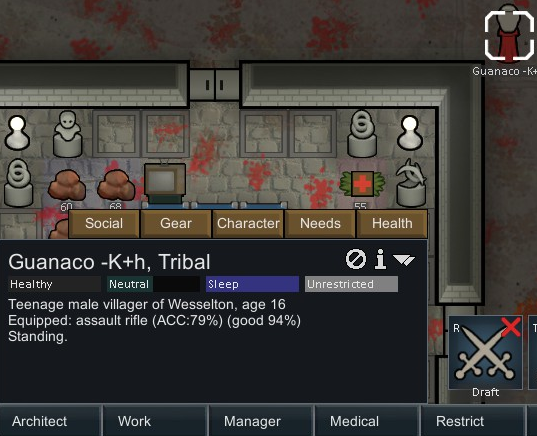 Guanaco -K+
60
68
55
Social
Gear
Character
Needs
Health
Guanaco -K+h, Tribal
Healthy
Neutral
Sleep
Unrestricted
Teenage male villager of Wesselton, age 16
Equipped: assault rifle (ACC:79%) (good 94%)
Standing.
R
T
Draft
Architect
Work
Manager
Medical
Restrict